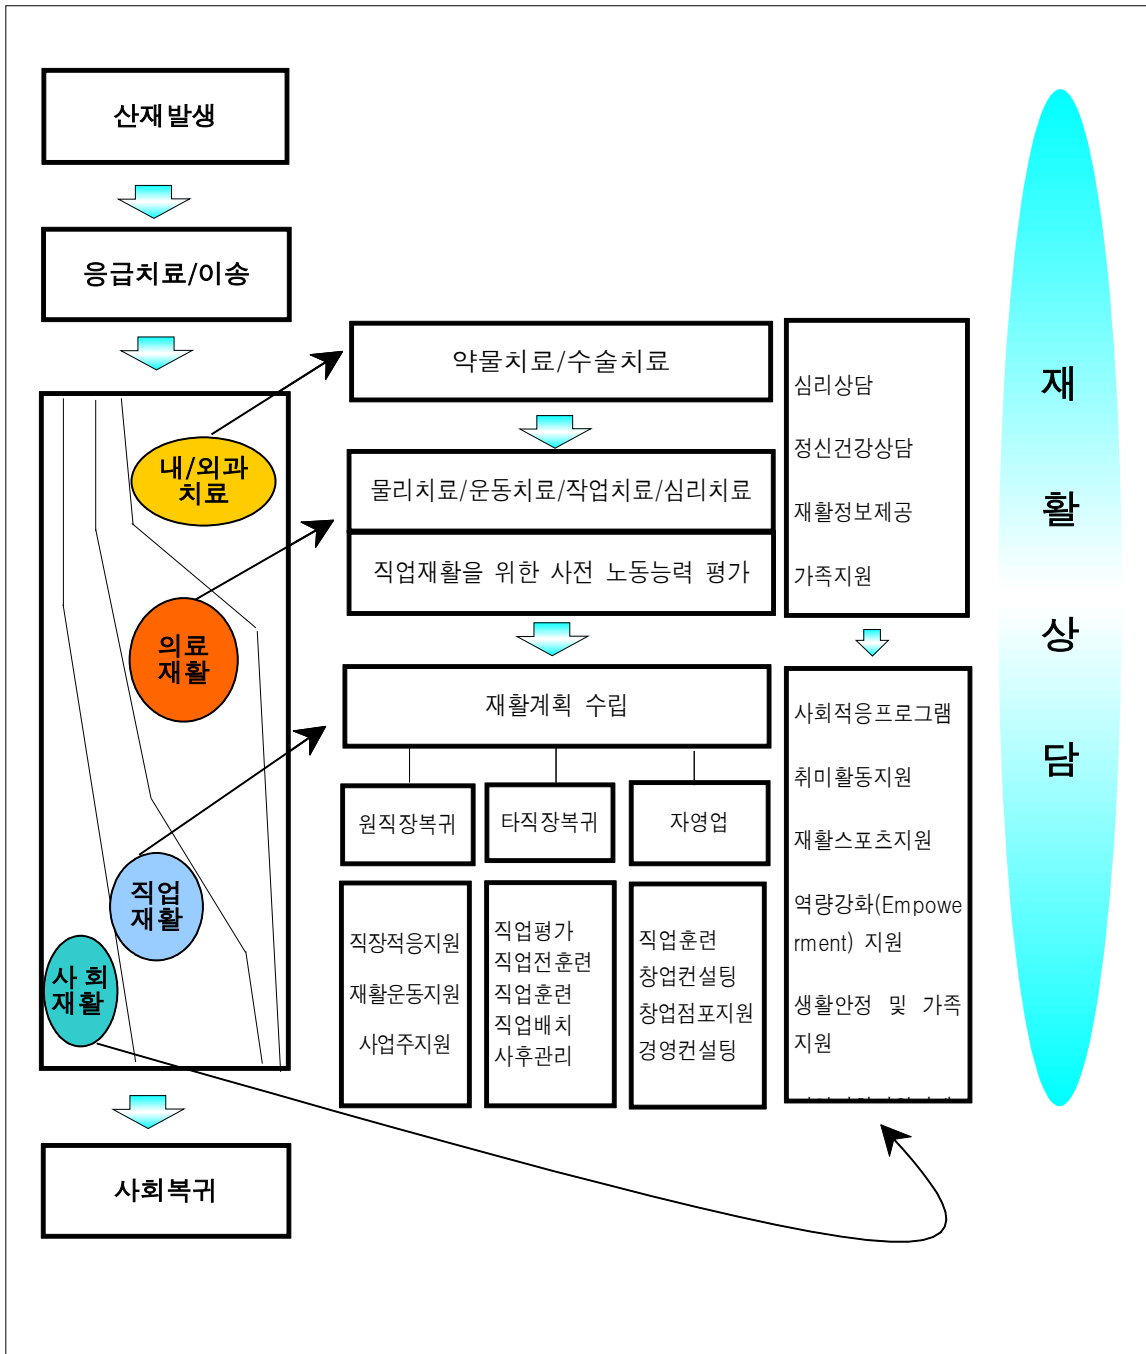 산재발생
응급치료/이송
내/외과
치료
의료
재활
직업
재활
사 회
재활
사회복귀
약물치료/수술치료
물리치료/운동치료/작업치료/심리치료
직업재활을 위한 사전 노동능력 평가
재활계획 수립
원직장복귀
타직장복귀
자영업
직장적응지원
재활운동지원
사업주지원
직업평가
직업전훈련
직업훈련
직업배치
사후관리
직업훈련
창업컨설팅
창업점포지원
경영컨설팅
심리상담
정신건강상담
재활정보제공
가족지원
사회적응프로그램
취미활동지원
재활스포츠지원
역량강화(Empowe
rment) 지원
생활안정 및 가족
지원
재
활
상
담